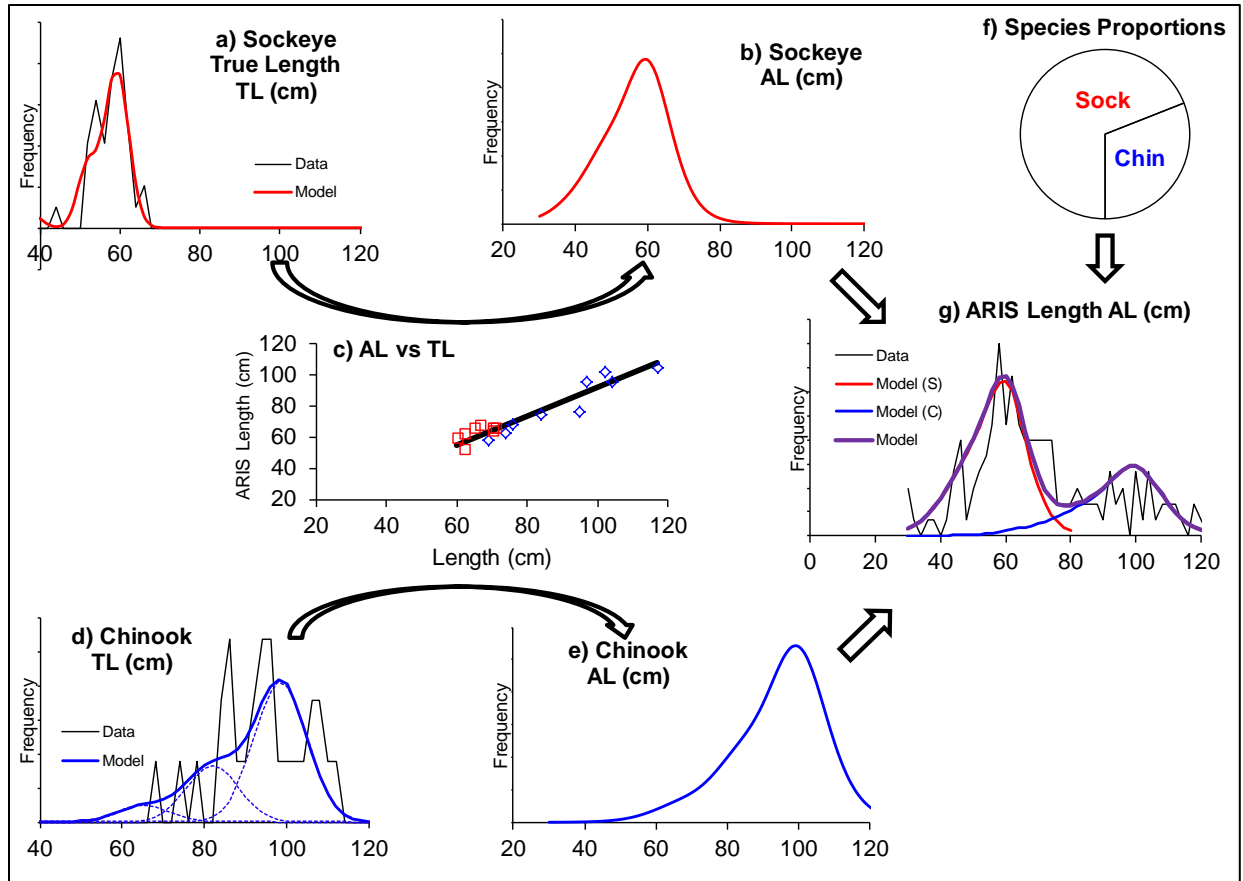 a) Sockeye
True Length
TL (cm)
Frequency
Data
Model
40 60 80 100 120
b) Sockeye
AL (cm)
Frequency
20 40 60 80 100 120
f) Species Proportions
Sock
Chin
c) AL vs TL
ARIS Length (cm)
120
100
80
60
40
20
20 40 60 80 100 120
Length (cm)
g) ARIS Length AL (cm)
Frequency
Data
Model (S)
Model (C)
Model
0 20 40 60 80 100 120
d) Chinook
TL (cm)
Frequency
Data
Model
40 60 80 100 120
e) Chinook
AL (cm)
Frequency
20 40 60 80 100 120